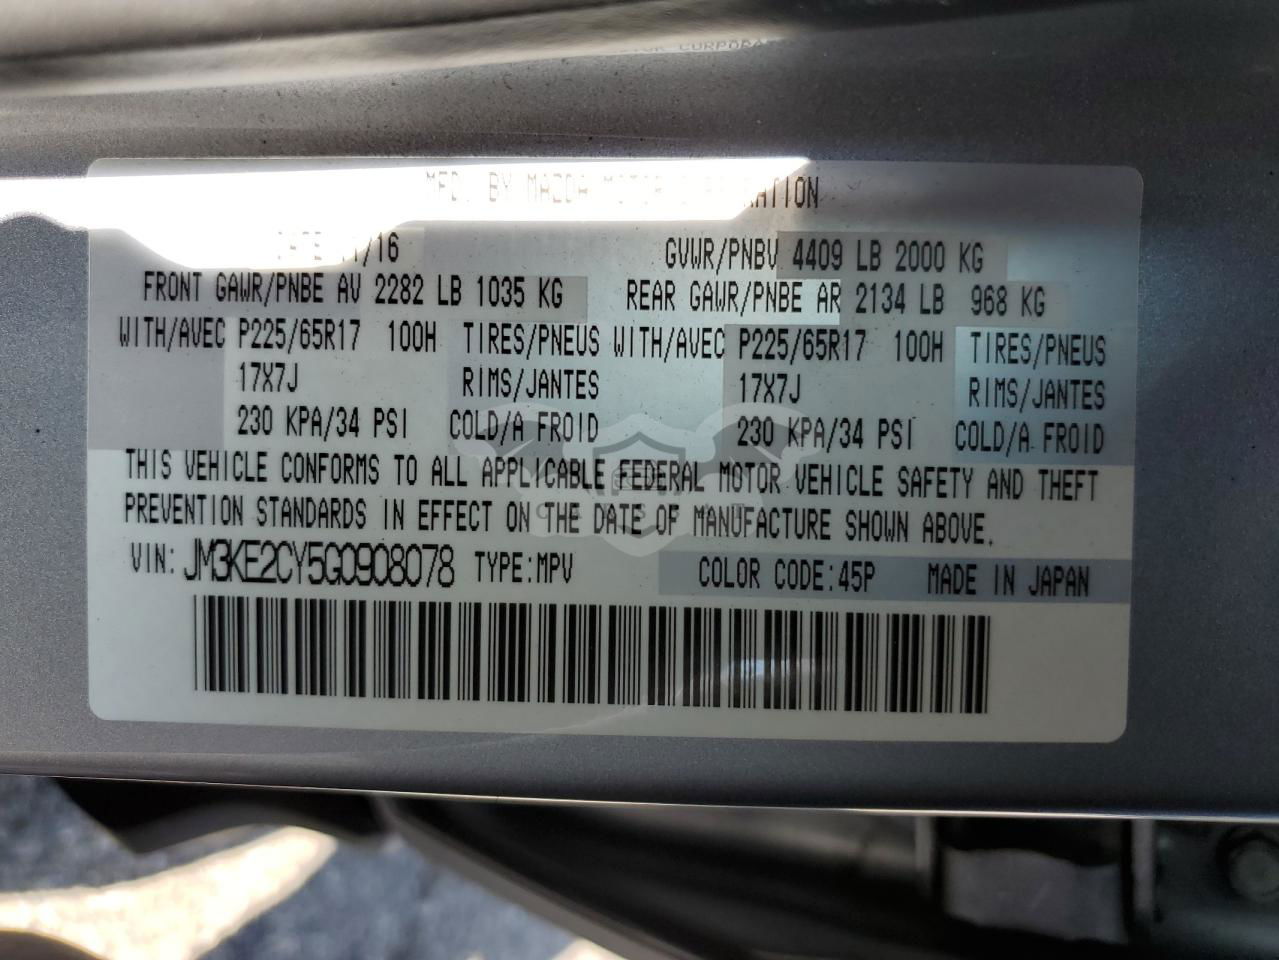 MFD. BY MAZDA MOTOR CORPORATION
DATE 11/16 GVWR/PNBV 4409 LB 2000 KG
FRONT GAWR/PNBE AV 2282 LB 1035 KG REAR GAWR/PNBE AR 2134 LB 968 KG
WITH/AVEC P225/65R17 100H TIRES/PNEUS WITH/AVEC P225/65R17 100H TIRES/PNEUS
17X7J RIMS/JANTES 17X7J RIMS/JANTES
230 KPA/34 PSI COLD/A FROID 230 KPA/34 PSI COLD/A FROID
THIS VEHICLE CONFORMS TO ALL APPLICABLE FEDERAL MOTOR VEHICLE SAFETY AND THEFT
PREVENTION STANDARDS IN EFFECT ON THE DATE OF MANUFACTURE SHOWN ABOVE.
VIN: JM3KE2CY5G0908078 TYPE:MPV COLOR CODE:45P MADE IN JAPAN